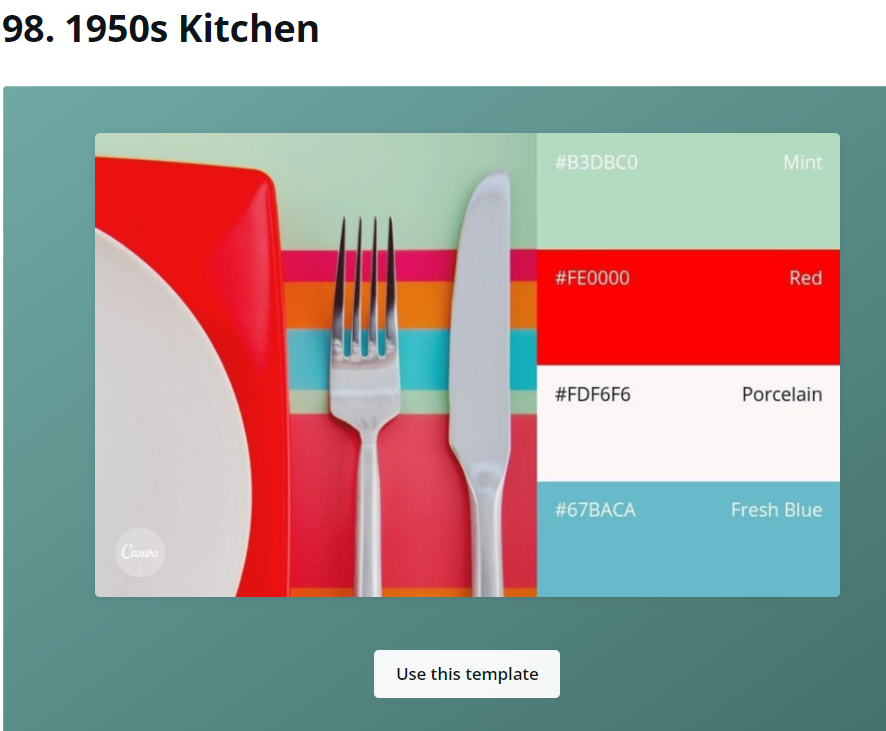 98. 1950s Kitchen
#B3DBC0 Mint
#FE0000 Red
#FDF6F6 Porcelain
#67BACA Fresh Blue
Canva
Use this template